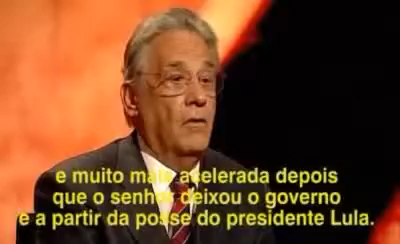 e muito mais acelerada depois
que o senhor deixou o governo
e a partir da posse do presidente Lula.